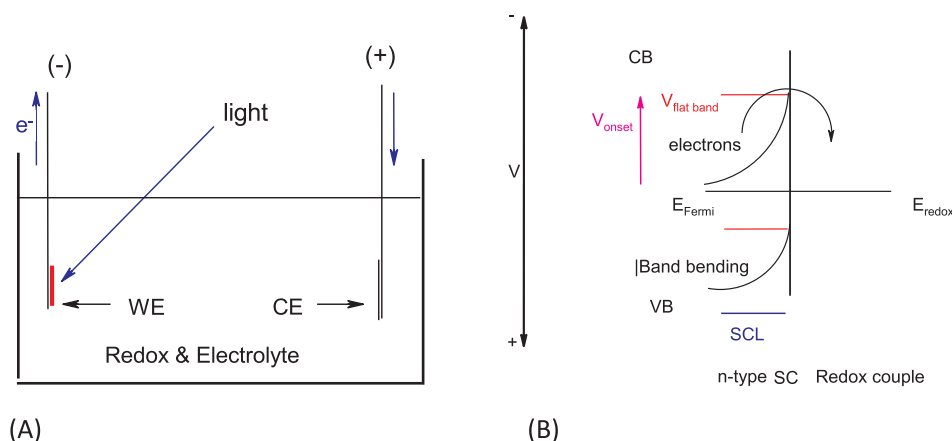 (-)
(+)
e-
light
WE
CE
Redox & Electrolyte
(A)
-
CB
Vflat band
Vonset
electrons
V
EFermi
Eredox
|Band bending
VB
+
SCL
n-type SC Redox couple
(B)